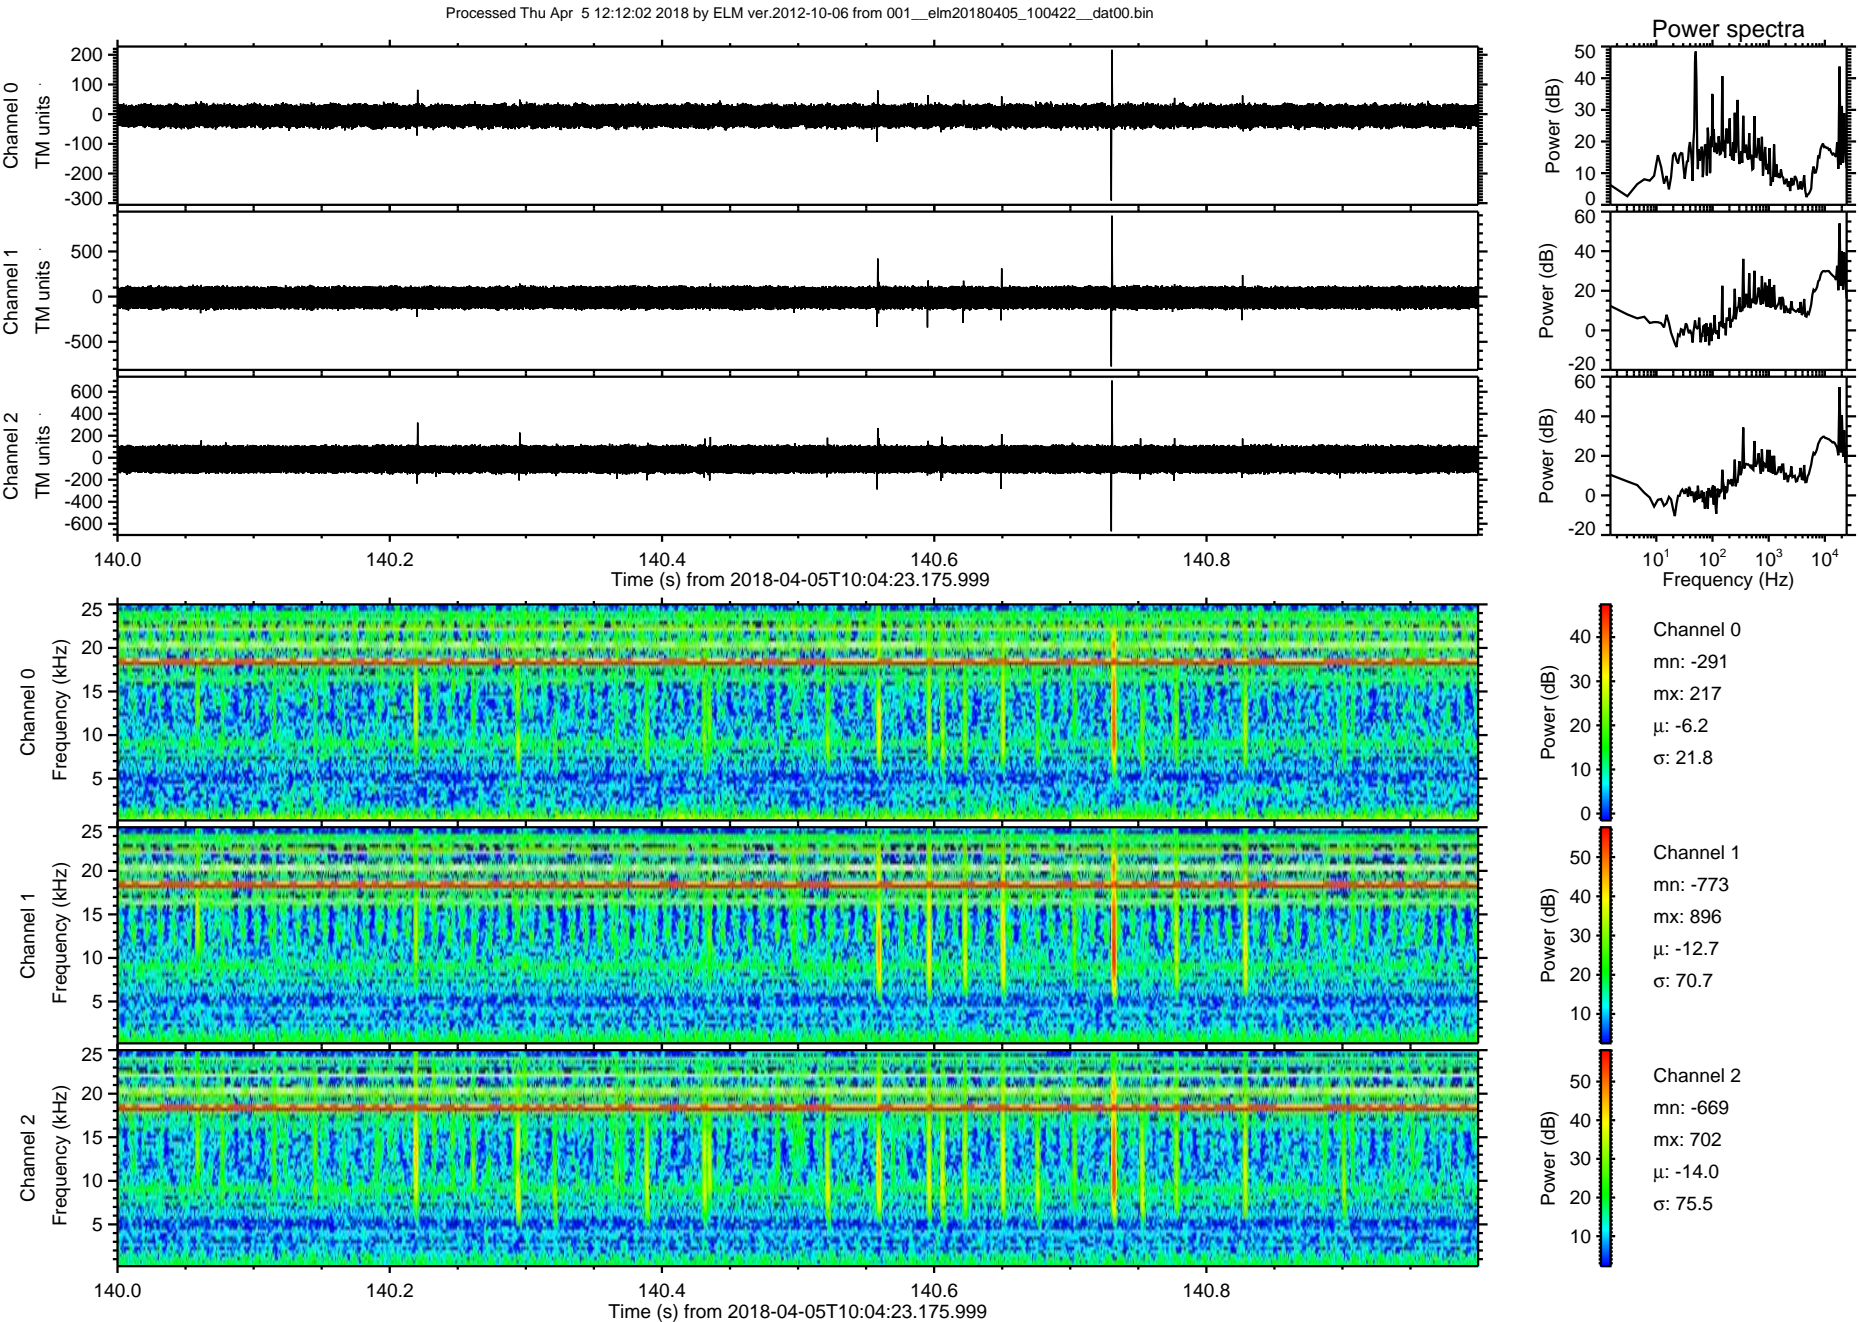 Processed Thu Apr  5 12:12:02 2018 by ELM ver.2012-10-06 from 001__elm20180405_100422__dat00.bin
Power spectra
Channel 0
TM units
200
100
0
-100
-200
-300
Power (dB)
50
40
30
20
10
0
Channel 1
TM units
500
0
-500
Power (dB)
60
40
20
0
-20
Channel 2
TM units
600
400
200
0
-200
-400
-600
Power (dB)
60
40
20
0
-20
140.0 140.2 140.4 140.6 140.8
Time (s) from 2018-04-05T10:04:23.175.999
10¹ 10² 10³ 10⁴
Frequency (Hz)
Channel 0
Frequency (kHz)
25
20
15
10
5
Power (dB)
40
30
20
10
0
Channel 0
mn: -291
mx: 217
μ: -6.2
σ: 21.8
Channel 1
Frequency (kHz)
25
20
15
10
5
Power (dB)
50
40
30
20
10
Channel 1
mn: -773
mx: 896
μ: -12.7
σ: 70.7
Channel 2
Frequency (kHz)
25
20
15
10
5
Power (dB)
50
40
30
20
10
Channel 2
mn: -669
mx: 702
μ: -14.0
σ: 75.5
140.0 140.2 140.4 140.6 140.8
Time (s) from 2018-04-05T10:04:23.175.999